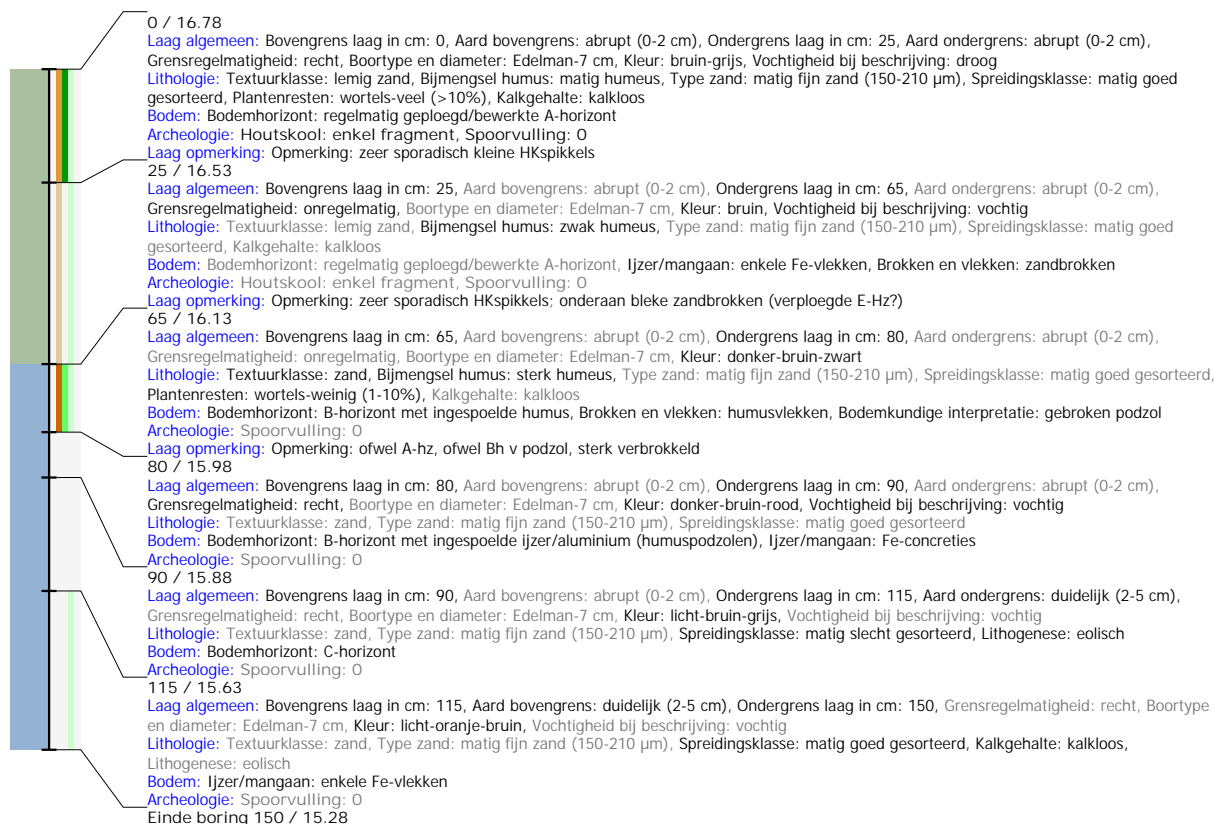 0 / 16.78
Laag algemeen: Bovengrens laag in cm: 0, Aard bovengrens: abrupt (0-2 cm), Ondergrens laag in cm: 25, Aard ondergrens: abrupt (0-2 cm),
Grensregelmatigheid: recht, Boortype en diameter: Edelman-7 cm, Kleur: bruin-grijs, Vochtigheid bij beschrijving: droog
Lithologie: Textuurklasse: lemig zand, Bijmengsel humus: matig humeus, Type zand: matig fijn zand (150-210 µm), Spreidingsklasse: matig goed
gesorteerd, Plantenresten: wortels-veel (>10%), Kalkgehalte: kalkloos
Bodem: Bodemhorizont: regelmatig geploegd/bewerkte A-horizont
Archeologie: Houtskool: enkel fragment, Spoorvulling: 0
Laag opmerking: Opmerking: zeer sporadisch kleine HKspikkels
25 / 16.53
Laag algemeen: Bovengrens laag in cm: 25, Aard bovengrens: abrupt (0-2 cm), Ondergrens laag in cm: 65, Aard ondergrens: abrupt (0-2 cm),
Grensregelmatigheid: onregelmatig, Boortype en diameter: Edelman-7 cm, Kleur: bruin, Vochtigheid bij beschrijving: vochtig
Lithologie: Textuurklasse: lemig zand, Bijmengsel humus: zwak humeus, Type zand: matig fijn zand (150-210 µm), Spreidingsklasse: matig goed
gesorteerd, Kalkgehalte: kalkloos
Bodem: Bodemhorizont: regelmatig geploegd/bewerkte A-horizont, Ijzer/mangaan: enkele Fe-vlekken, Brokken en vlekken: zandbrokken
Archeologie: Houtskool: enkel fragment, Spoorvulling: 0
Laag opmerking: Opmerking: zeer sporadisch HKspikkels; onderaan bleke zandbrokken (verploegde E-Hz?)
65 / 16.13
Laag algemeen: Bovengrens laag in cm: 65, Aard bovengrens: abrupt (0-2 cm), Ondergrens laag in cm: 80, Aard ondergrens: abrupt (0-2 cm),
Grensregelmatigheid: onregelmatig, Boortype en diameter: Edelman-7 cm, Kleur: donker-bruin-zwart
Lithologie: Textuurklasse: zand, Bijmengsel humus: sterk humeus, Type zand: matig fijn zand (150-210 µm), Spreidingsklasse: matig goed gesorteerd,
Plantenresten: wortels-weinig (1-10%), Kalkgehalte: kalkloos
Bodem: Bodemhorizont: B-horizont met ingespoelde humus, Brokken en vlekken: humusvlekken, Bodemkundige interpretatie: gebroken podzol
Archeologie: Spoorvulling: 0
Laag opmerking: Opmerking: ofwel A-hz, ofwel Bh v podzol, sterk verbrokkeld
80 / 15.98
Laag algemeen: Bovengrens laag in cm: 80, Aard bovengrens: abrupt (0-2 cm), Ondergrens laag in cm: 90, Aard ondergrens: abrupt (0-2 cm),
Grensregelmatigheid: recht, Boortype en diameter: Edelman-7 cm, Kleur: donker-bruin-rood, Vochtigheid bij beschrijving: vochtig
Lithologie: Textuurklasse: zand, Type zand: matig fijn zand (150-210 µm), Spreidingsklasse: matig goed gesorteerd
Bodem: Bodemhorizont: B-horizont met ingespoelde ijzer/aluminium (humuspodzolen), Ijzer/mangaan: Fe-concreties
Archeologie: Spoorvulling: 0
90 / 15.88
Laag algemeen: Bovengrens laag in cm: 90, Aard bovengrens: abrupt (0-2 cm), Ondergrens laag in cm: 115, Aard ondergrens: duidelijk (2-5 cm),
Grensregelmatigheid: recht, Boortype en diameter: Edelman-7 cm, Kleur: licht-bruin-grijs, Vochtigheid bij beschrijving: vochtig
Lithologie: Textuurklasse: zand, Type zand: matig fijn zand (150-210 µm), Spreidingsklasse: matig slecht gesorteerd, Lithogenese: eolisch
Bodem: Bodemhorizont: C-horizont
Archeologie: Spoorvulling: 0
115 / 15.63
Laag algemeen: Bovengrens laag in cm: 115, Aard bovengrens: duidelijk (2-5 cm), Ondergrens laag in cm: 150, Grensregelmatigheid: recht, Boortype
en diameter: Edelman-7 cm, Kleur: licht-oranje-bruin, Vochtigheid bij beschrijving: vochtig
Lithologie: Textuurklasse: zand, Type zand: matig fijn zand (150-210 µm), Spreidingsklasse: matig goed gesorteerd, Kalkgehalte: kalkloos,
Lithogenese: eolisch
Bodem: Ijzer/mangaan: enkele Fe-vlekken
Archeologie: Spoorvulling: 0
Einde boring 150 / 15.28